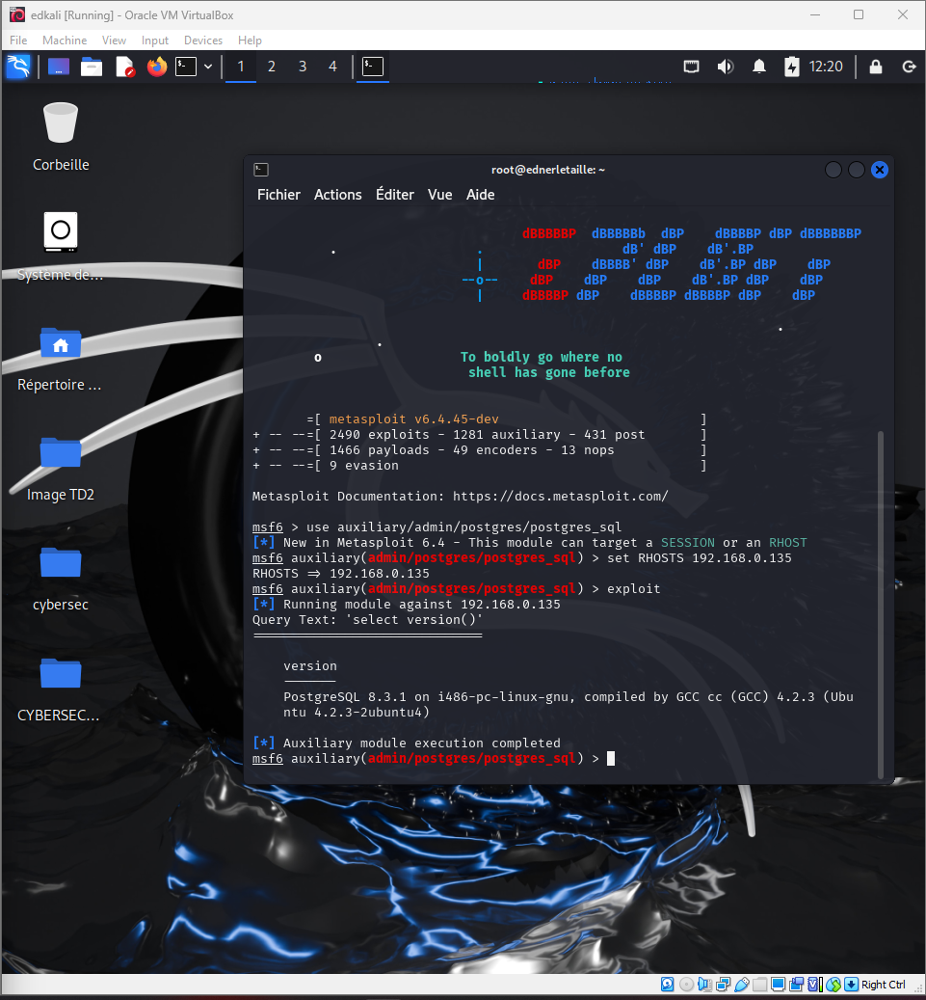 edkali [Running] - Oracle VM VirtualBox
File Machine View Input Devices Help
1 2 3 4 12:20
Corbeille
Système de...
Répertoire ...
Image TD2
cybersec
CYBERSEC...
root@ednerletaille: ~
Fichier Actions Éditer Vue Aide
dBBBBBP dBBBBBb dBP dBBBBP dBP dBBBBBBP
. . dB' dBP dB'.BP
| dBP dBBBB' dBP dB'.BP dBP dBP
--o-- dBP dBP dBP dB'.BP dBP dBP
| dBBBBP dBP dBBBBP dBBBBP dBP dBP
.
.
o To boldly go where no
shell has gone before
=[ metasploit v6.4.45-dev ]
+ -- --=[ 2490 exploits - 1281 auxiliary - 431 post ]
+ -- --=[ 1466 payloads - 49 encoders - 13 nops ]
+ -- --=[ 9 evasion ]
Metasploit Documentation: https://docs.metasploit.com/
msf6 > use auxiliary/admin/postgres/postgres_sql
[*] New in Metasploit 6.4 - This module can target a SESSION or an RHOST
msf6 auxiliary(admin/postgres/postgres_sql) > set RHOSTS 192.168.0.135
RHOSTS => 192.168.0.135
msf6 auxiliary(admin/postgres/postgres_sql) > exploit
[*] Running module against 192.168.0.135
Query Text: 'select version()'
==============================
version
-------
PostgreSQL 8.3.1 on i486-pc-linux-gnu, compiled by GCC cc (GCC) 4.2.3 (Ubu
ntu 4.2.3-2ubuntu4)
[*] Auxiliary module execution completed
msf6 auxiliary(admin/postgres/postgres_sql) >
Right Ctrl